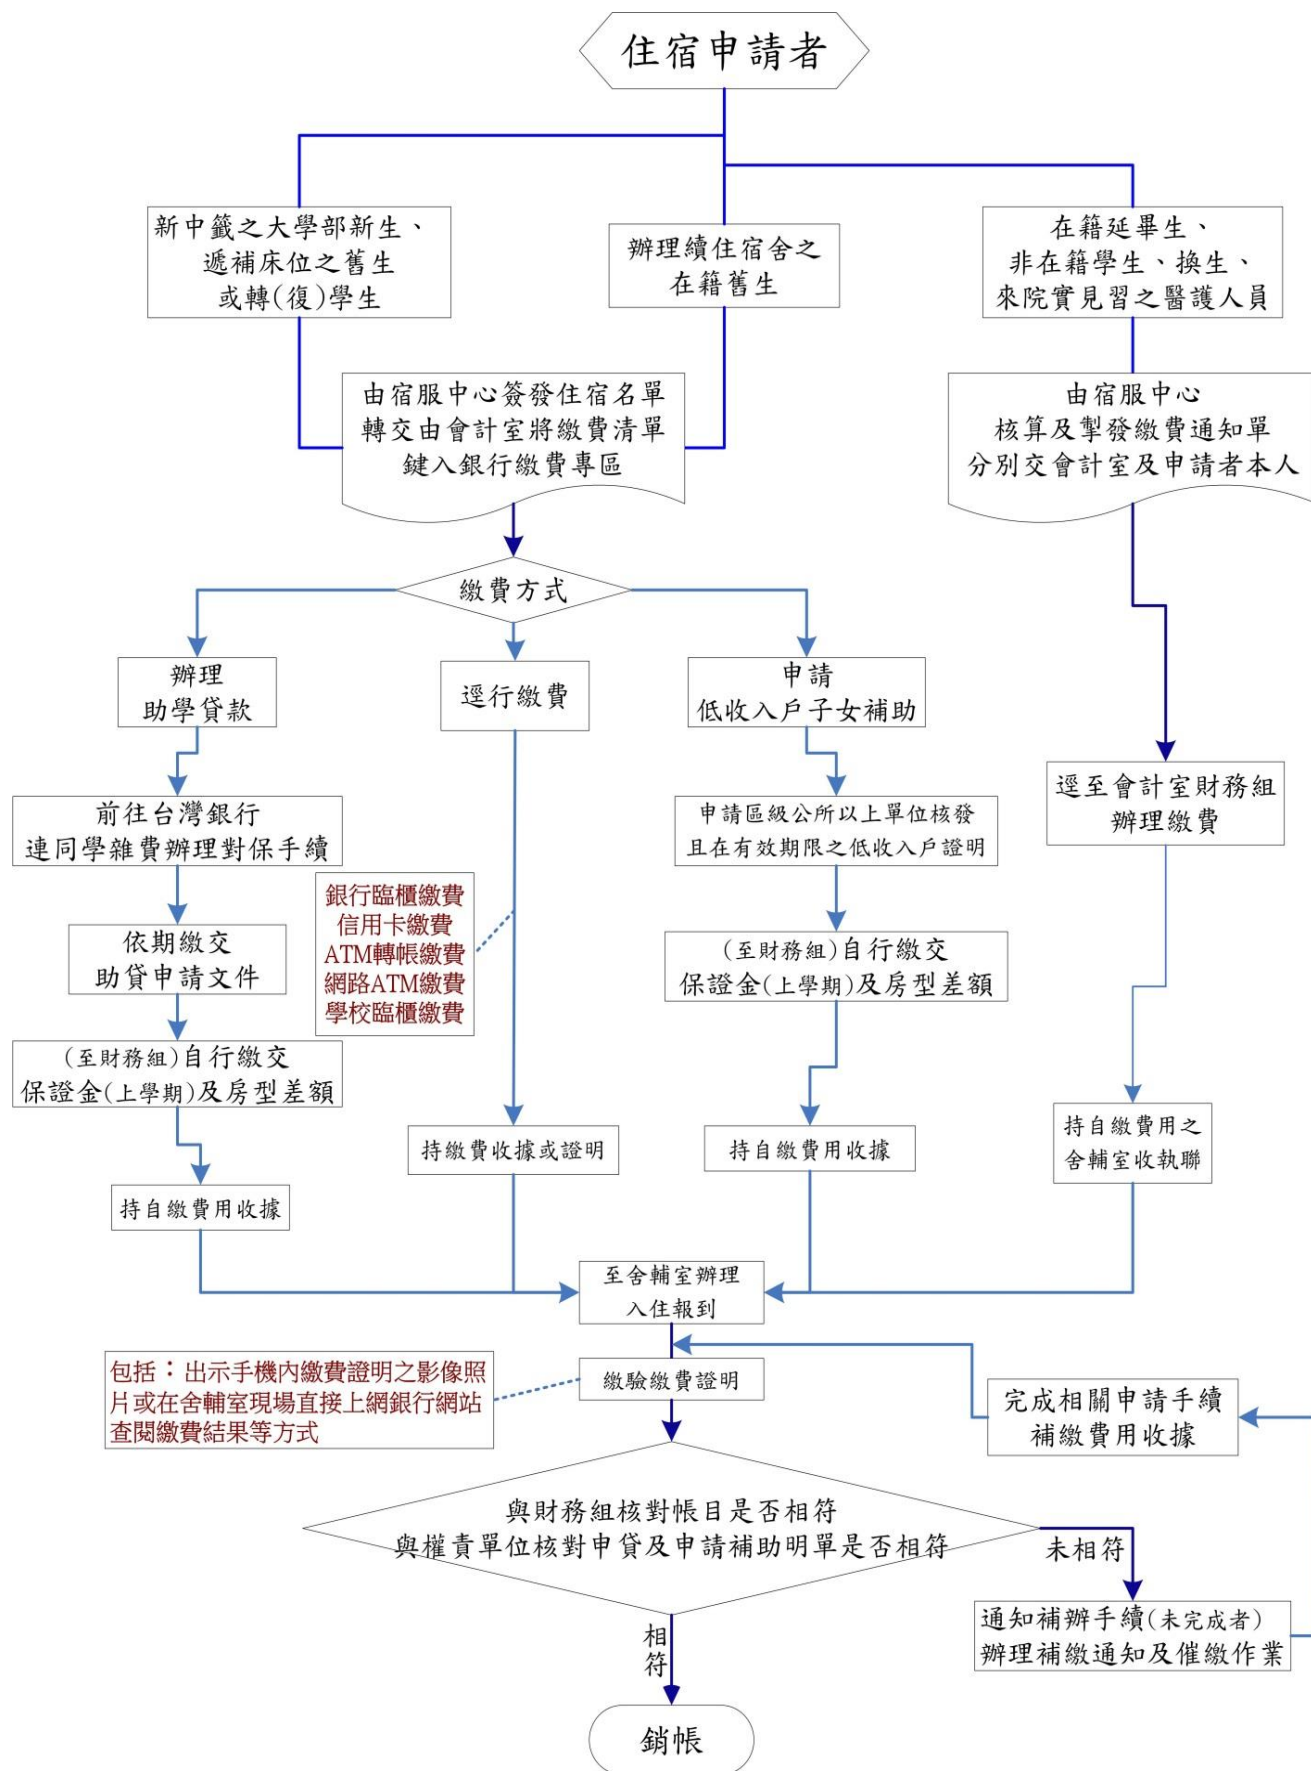 住宿申請者
新中籤之大學部新生、
遞補床位之舊生
或轉(復)學生
辦理續住宿舍之
在籍舊生
在籍延畢生、
非在籍學生、換生、
來院實見習之醫護人員
由宿服中心簽發住宿名單
轉交由會計室將繳費清單
鍵入銀行繳費專區
由宿服中心
核算及掣發繳費通知單
分別交會計室及申請者本人
繳費方式
辦理
助學貸款
逕行繳費
申請
低收入戶子女補助
前往台灣銀行
連同學雜費辦理對保手續
申請區級公所以上單位核發
且在有效期限之低收入戶證明
逕至會計室財務組
辦理繳費
銀行臨櫃繳費
信用卡繳費
ATM轉帳繳費
網路ATM繳費
學校臨櫃繳費
依期繳交
助貸申請文件
(至財務組)自行繳交
保證金(上學期)及房型差額
(至財務組)自行繳交
保證金(上學期)及房型差額
持自繳費用收據
持繳費收據或證明
持自繳費用收據
持自繳費用之
舍輔室收執聯
至舍輔室辦理
入住報到
包括：出示手機內繳費證明之影像照
片或在舍輔室現場直接上網銀行網站
查閱繳費結果等方式
繳驗繳費證明
完成相關申請手續
補繳費用收據
與財務組核對帳目是否相符
與權責單位核對申貸及申請補助明單是否相符
未相符
通知補辦手續(未完成者)
辦理補繳通知及催繳作業
相符
銷帳